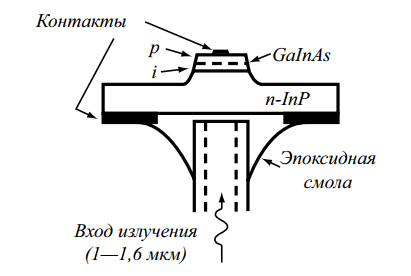 Контакты
p
GaInAs
i
n-InP
Эпоксидная
смола
Вход излучения
(1—1,6 мкм)